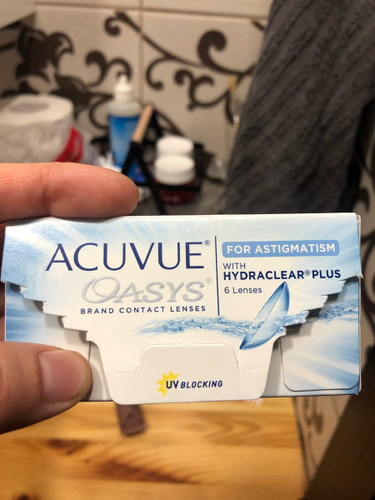 ACUVUE®
OASYS®
BRAND CONTACT LENSES
FOR ASTIGMATISM
WITH
HYDRACLEAR® PLUS
6 Lenses
UV BLOCKING